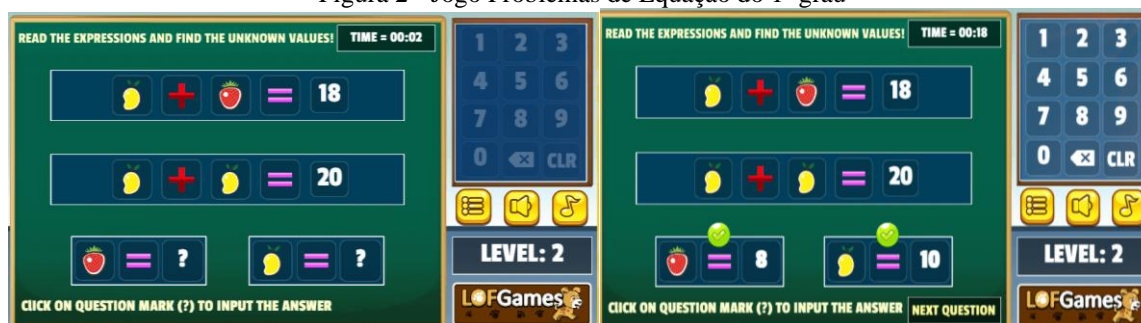 Figura 2 - Jogo Problemas de Equação do 1º grau
READ THE EXPRESSIONS AND FIND THE UNKNOWN VALUES! TIME = 00:02
+ = 18
+ = 20
= ? = ?
CLICK ON QUESTION MARK (?) TO INPUT THE ANSWER
1 2 3
4 5 6
7 8 9
0 CLR
LEVEL: 2
LOFGames
READ THE EXPRESSIONS AND FIND THE UNKNOWN VALUES! TIME = 00:18
+ = 18
+ = 20
= 8 = 10
CLICK ON QUESTION MARK (?) TO INPUT THE ANSWER NEXT QUESTION
1 2 3
4 5 6
7 8 9
0 CLR
LEVEL: 2
LOFGames